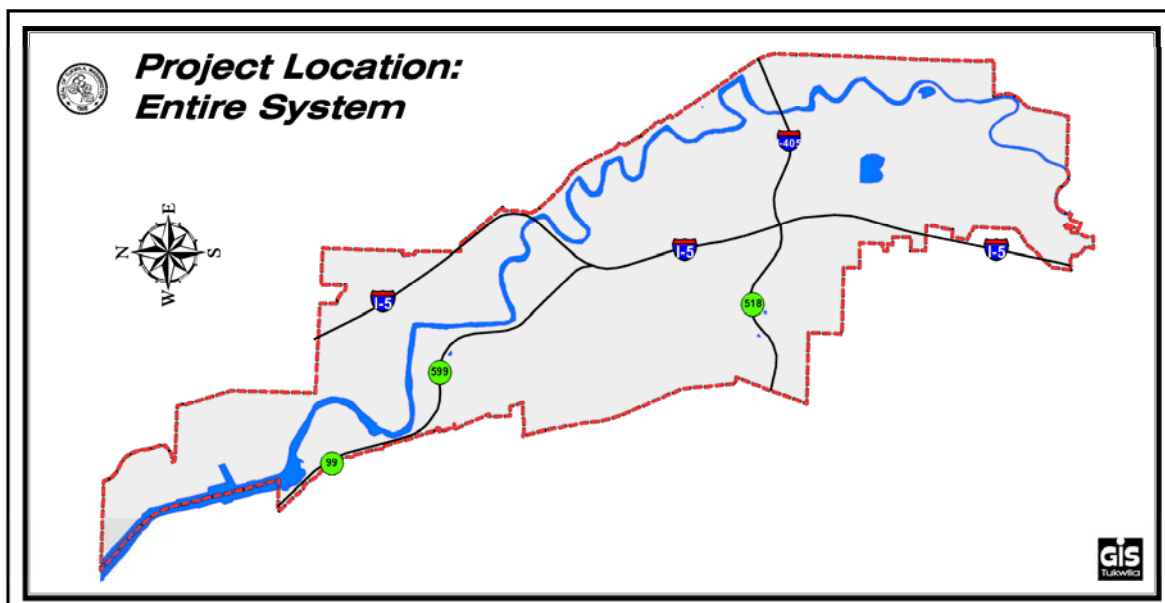 Project Location:
Entire System
I-405
E
N
S
W
I-5
I-5
I-5
518
599
99
GIS
Tukwila